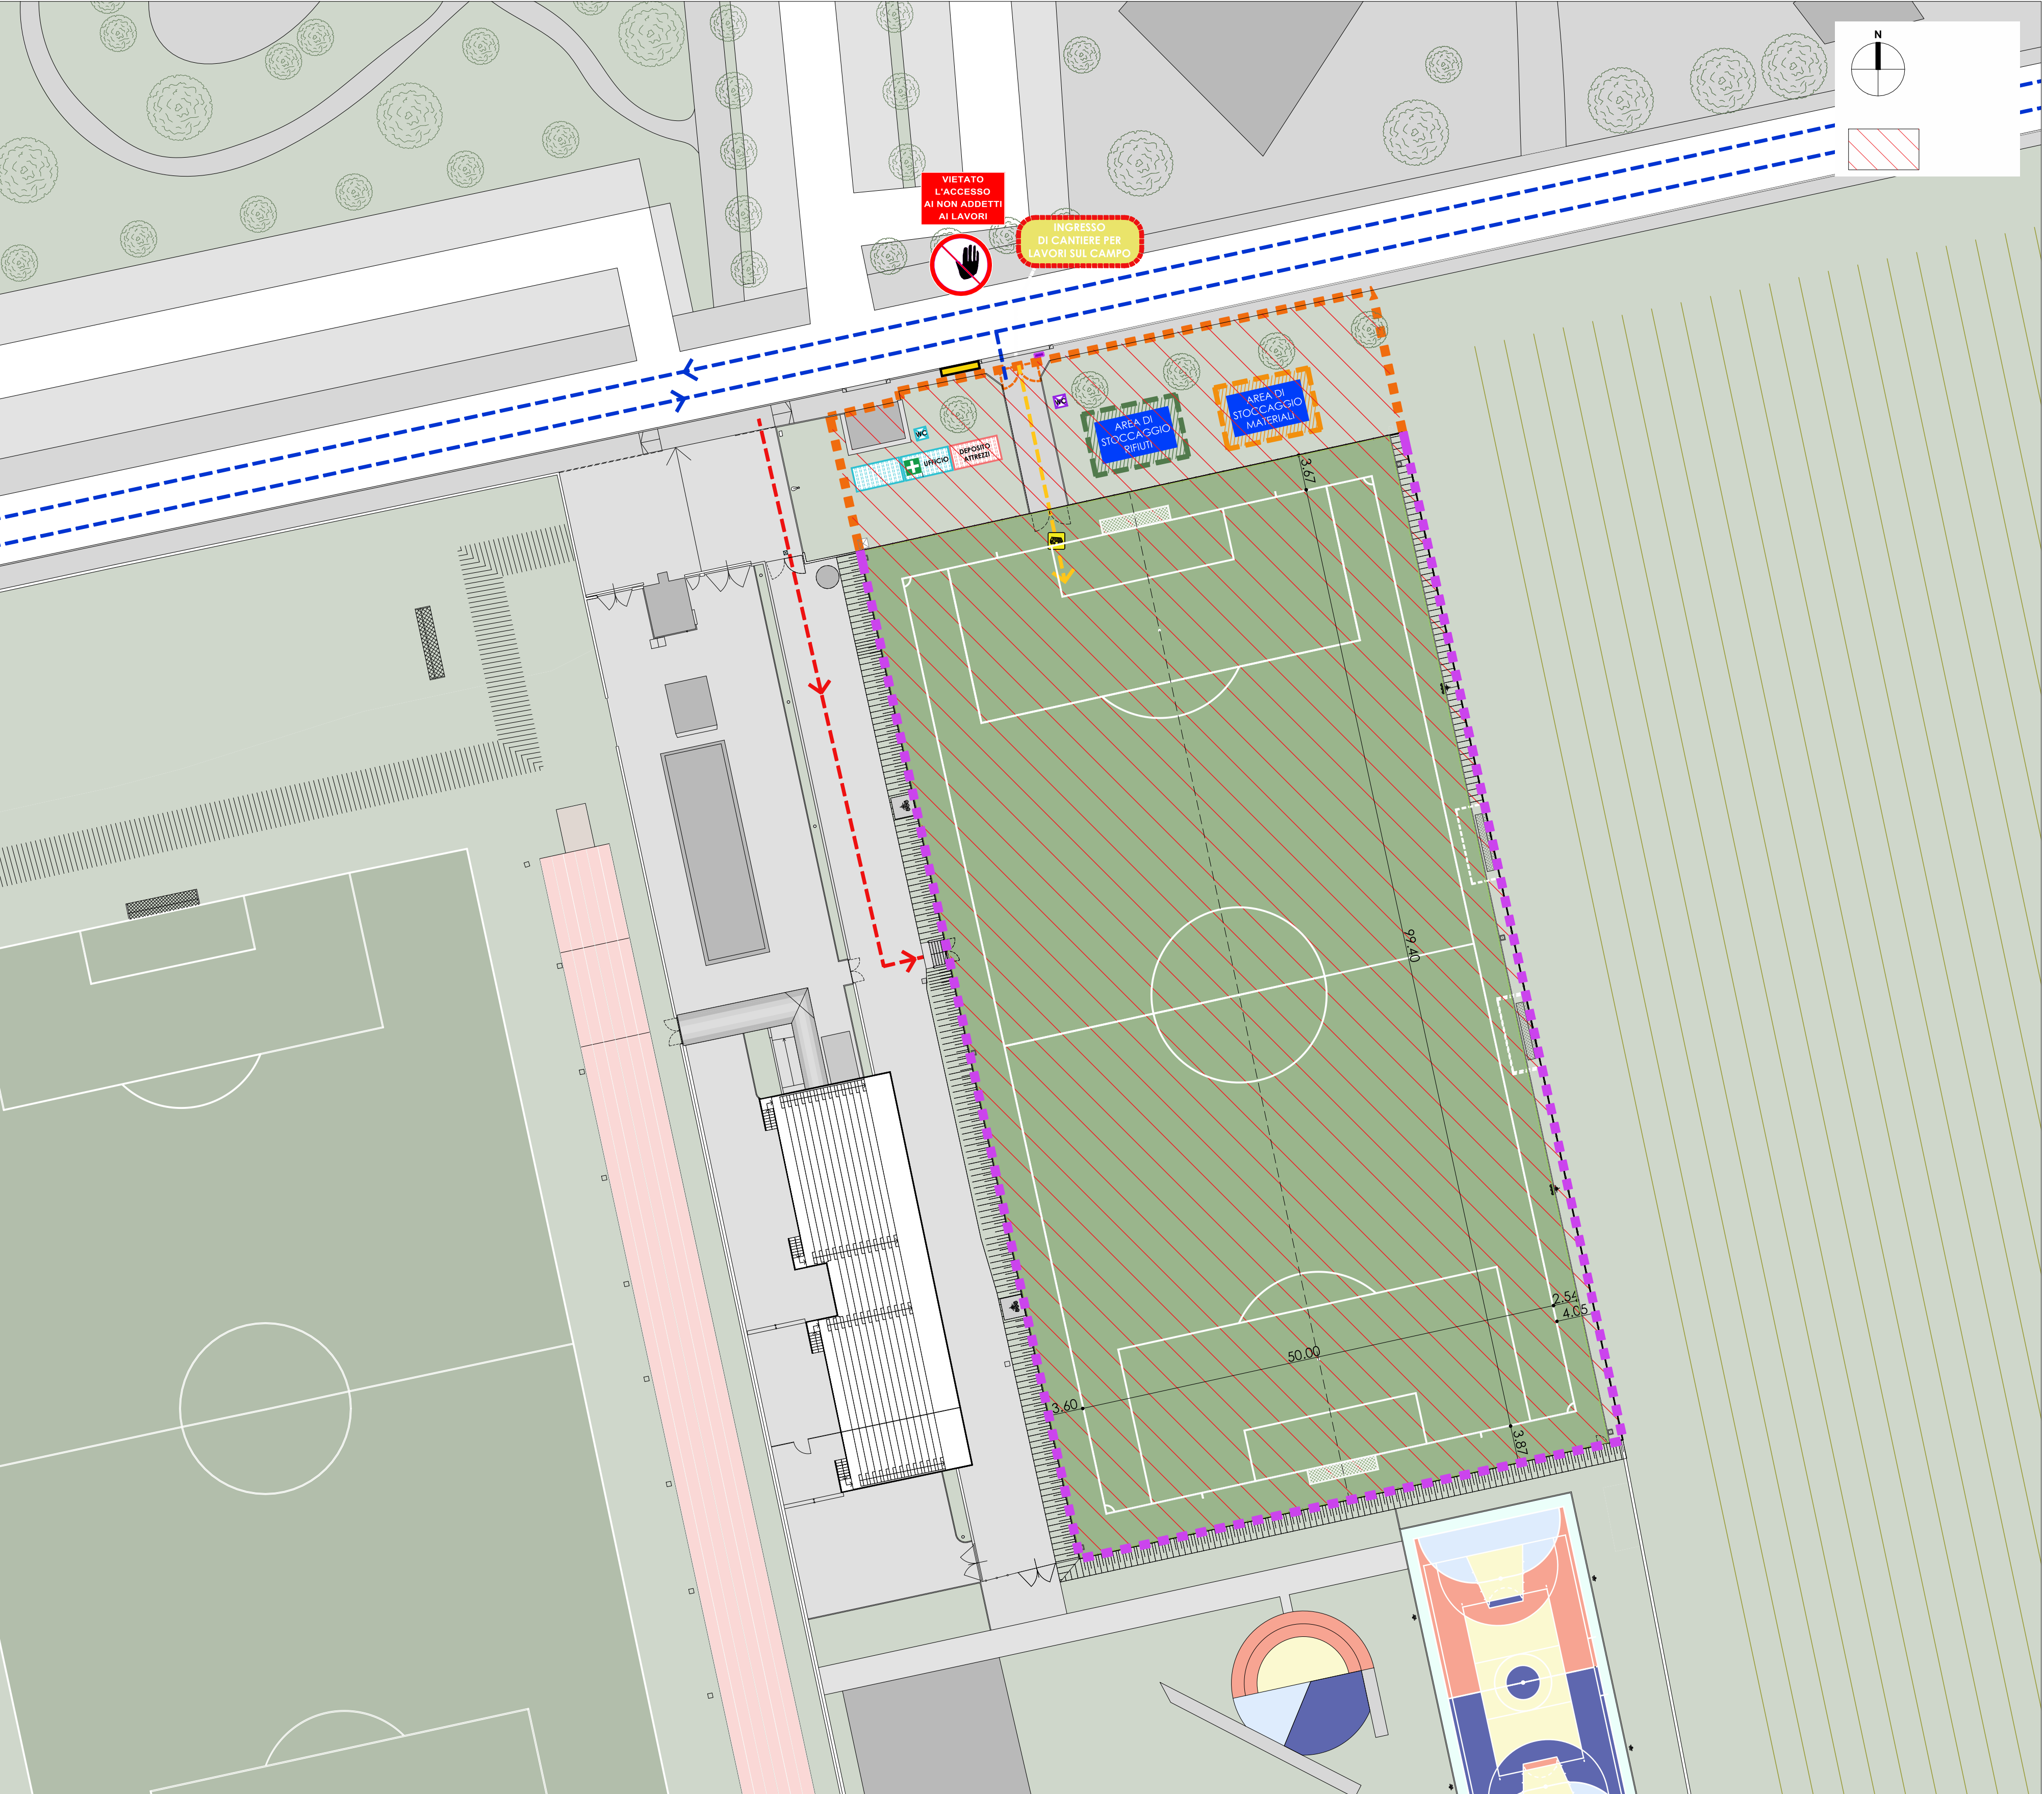 N
VIETATO
L'ACCESSO
AI NON ADDETTI
AI LAVORI
INGRESSO
DI CANTIERE PER
LAVORI SUL CAMPO
WC
WC
AREA DI
STOCCAGGIO
MATERIALI
AREA DI
STOCCAGGIO
RIFIUTI
UFFICIO
DEPOSITO
ATTREZZI
3.67
99.40
2.54
4.05
50.00
3.60
3.87